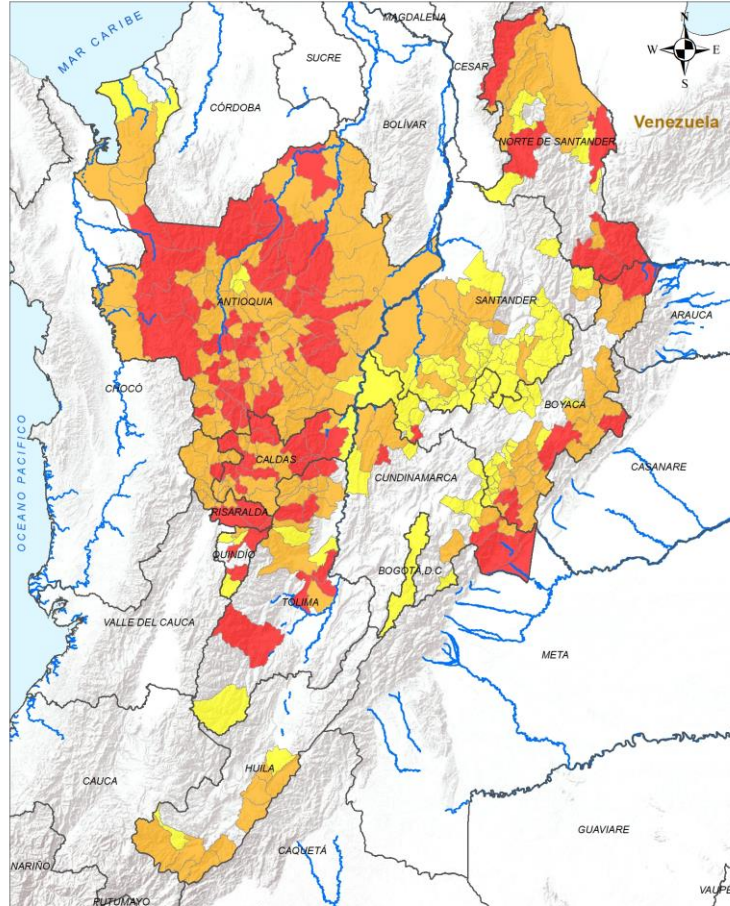 MAGDALENA
N
MAR CARIBE
SUCRE
W
E
CESAR
S
CÓRDOBA
BOLÍVAR
Venezuela
NORTE DE SANTANDER
ANTIOQUIA
SANTANDER
ARAUCA
CHOCÓ
BOYACÁ
OCEANO PACIFICO
CALDAS
CUNDINAMARCA
CASANARE
RISARALDA
QUINDÍO
BOGOTÁ, D.C
TOLIMA
VALLE DEL CAUCA
META
HUILA
CAUCA
GUAVIARE
CAQUETÁ
NARIÑO
PUTUMAYO
VAUPÉ